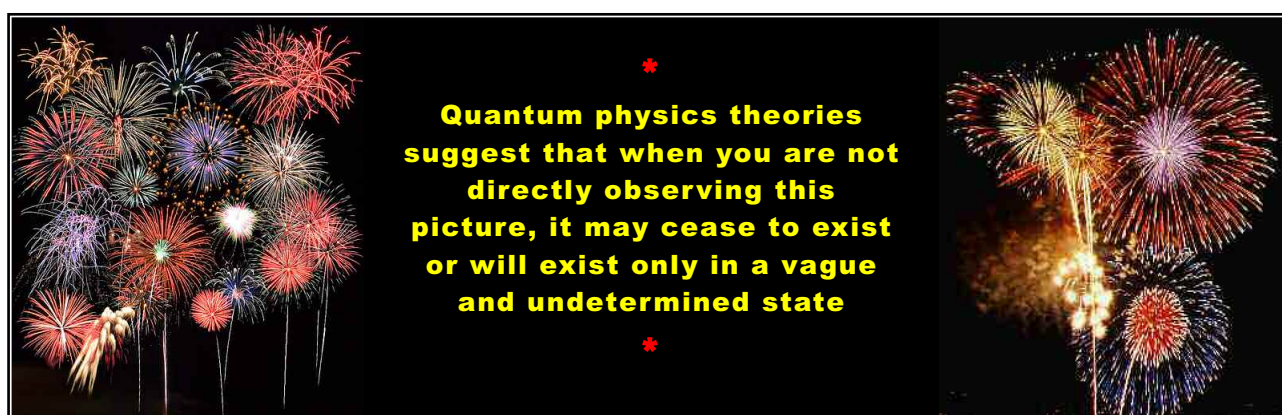 *
Quantum physics theories
suggest that when you are not
directly observing this
picture, it may cease to exist
or will exist only in a vague
and undetermined state
*